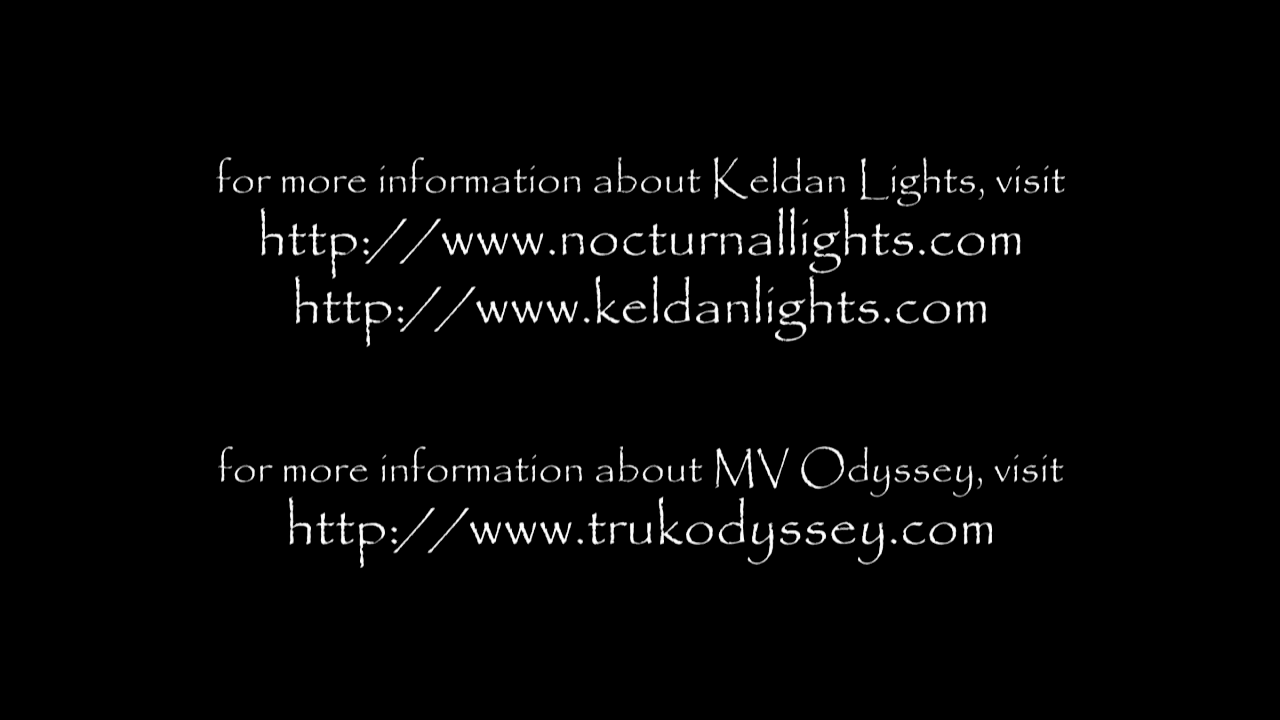 for more information about Keldan Lights, visit
http://www.nocturnallights.com
http://www.keldanlights.com
for more information about MV Odyssey, visit
http://www.trukodyssey.com